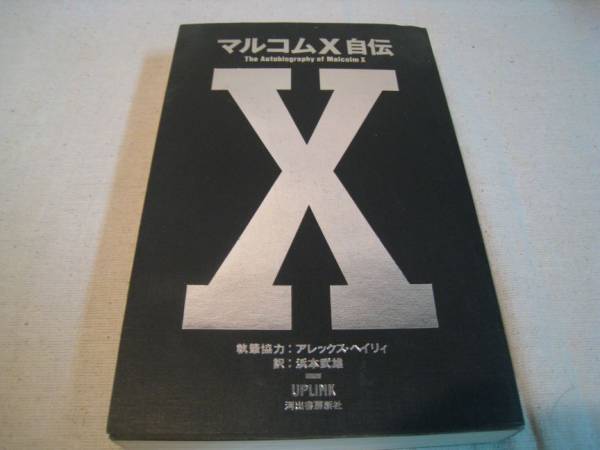 マルコムX自伝
The Autobiography of Malcolm X
X
執筆協力:アレックス・ヘイリィ
訳:浜本武雄
UPLINK
河出書房新社